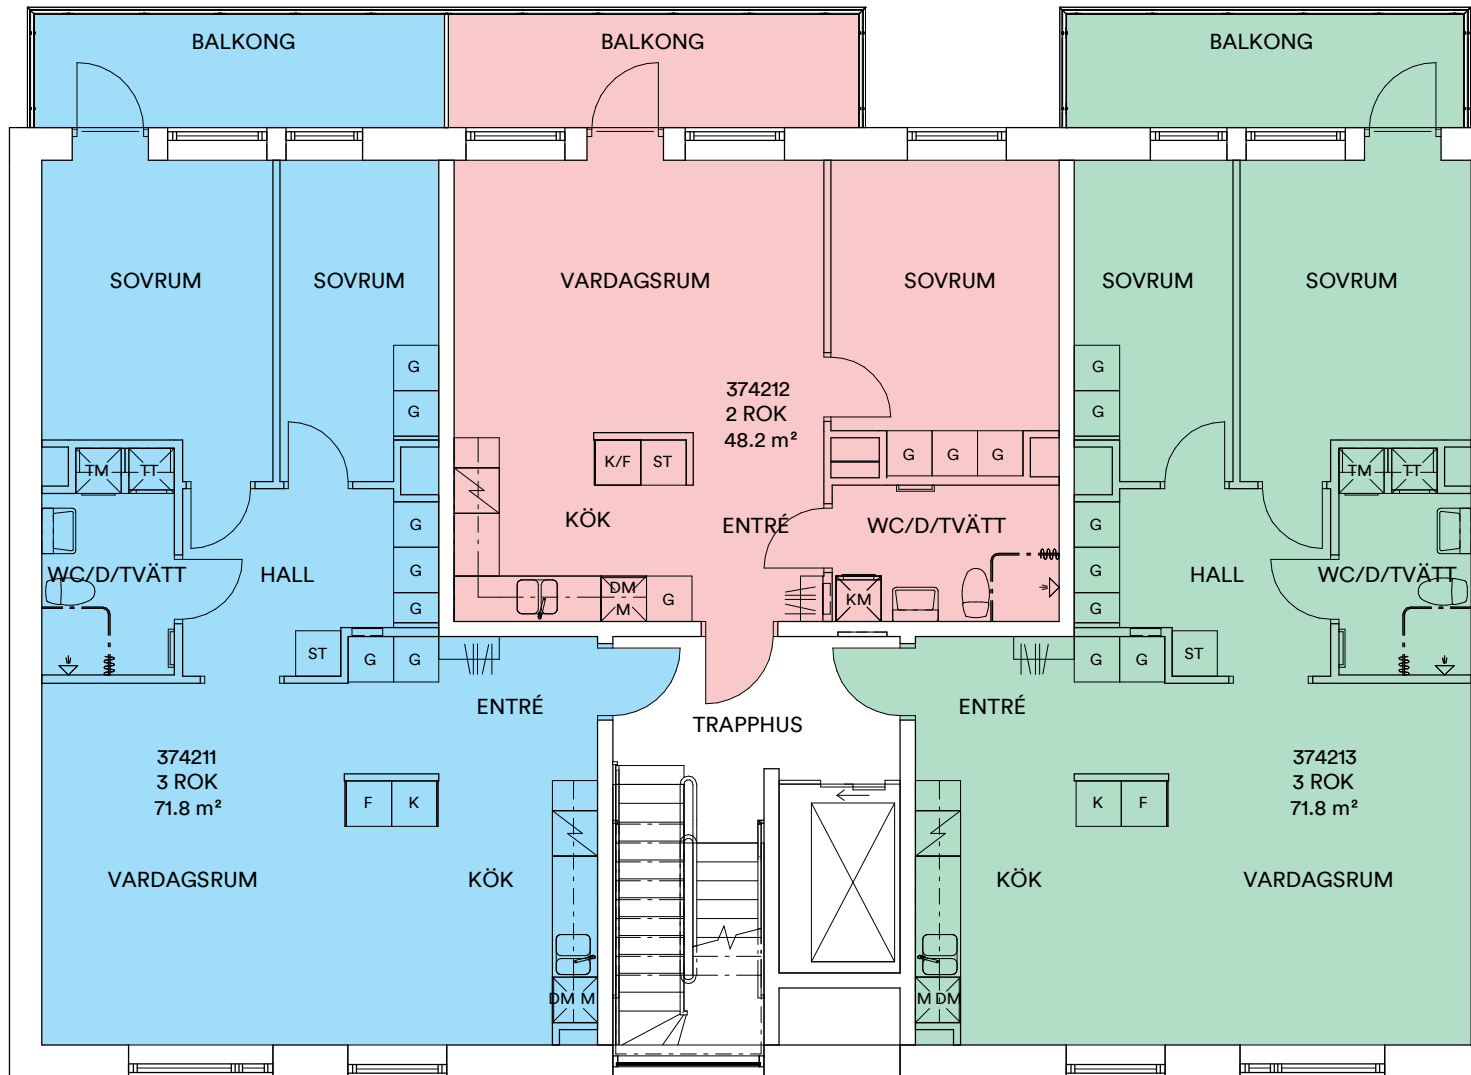 BALKONG
BALKONG
BALKONG
SOVRUM
SOVRUM
VARDAGSRUM
SOVRUM
SOVRUM
SOVRUM
G
G
G
G
374212
2 ROK
48.2 m²
K/F
ST
G
G
G
TM
TT
TM
TT
KÖK
ENTRÉ
WC/D/TVÄTT
G
G
G
G
G
G
WC/D/TVÄTT
HALL
HALL
WC/D/TVÄTT
DM
M
G
KM
ST
G
G
G
G
ST
ENTRÉ
TRAPPHUS
ENTRÉ
374211
3 ROK
71.8 m²
374213
3 ROK
71.8 m²
F
K
K
F
VARDAGSRUM
KÖK
KÖK
VARDAGSRUM
DM M
M DM